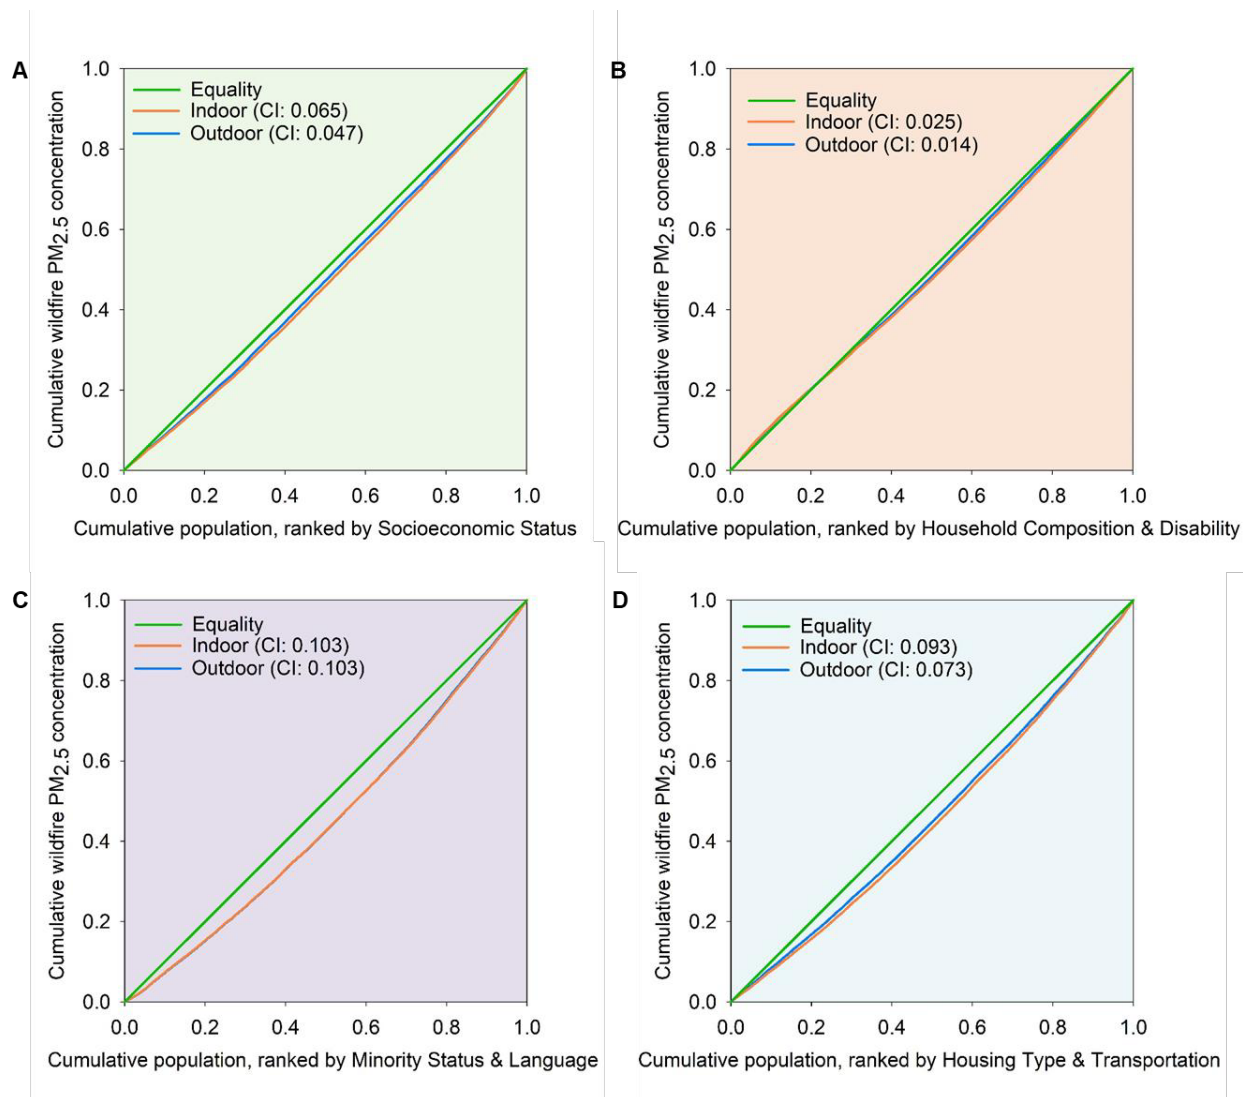 A
Cumulative wildfire PM2.5 concentration
1.0
0.8
0.6
0.4
0.2
0.0
Equality
Indoor (CI: 0.065)
Outdoor (CI: 0.047)
0.0 0.2 0.4 0.6 0.8 1.0
Cumulative population, ranked by Socioeconomic Status
B
Cumulative wildfire PM2.5 concentration
1.0
0.8
0.6
0.4
0.2
0.0
Equality
Indoor (CI: 0.025)
Outdoor (CI: 0.014)
0.0 0.2 0.4 0.6 0.8 1.0
Cumulative population, ranked by Household Composition & Disability
C
Cumulative wildfire PM2.5 concentration
1.0
0.8
0.6
0.4
0.2
0.0
Equality
Indoor (CI: 0.103)
Outdoor (CI: 0.103)
0.0 0.2 0.4 0.6 0.8 1.0
Cumulative population, ranked by Minority Status & Language
D
Cumulative wildfire PM2.5 concentration
1.0
0.8
0.6
0.4
0.2
0.0
Equality
Indoor (CI: 0.093)
Outdoor (CI: 0.073)
0.0 0.2 0.4 0.6 0.8 1.0
Cumulative population, ranked by Housing Type & Transportation